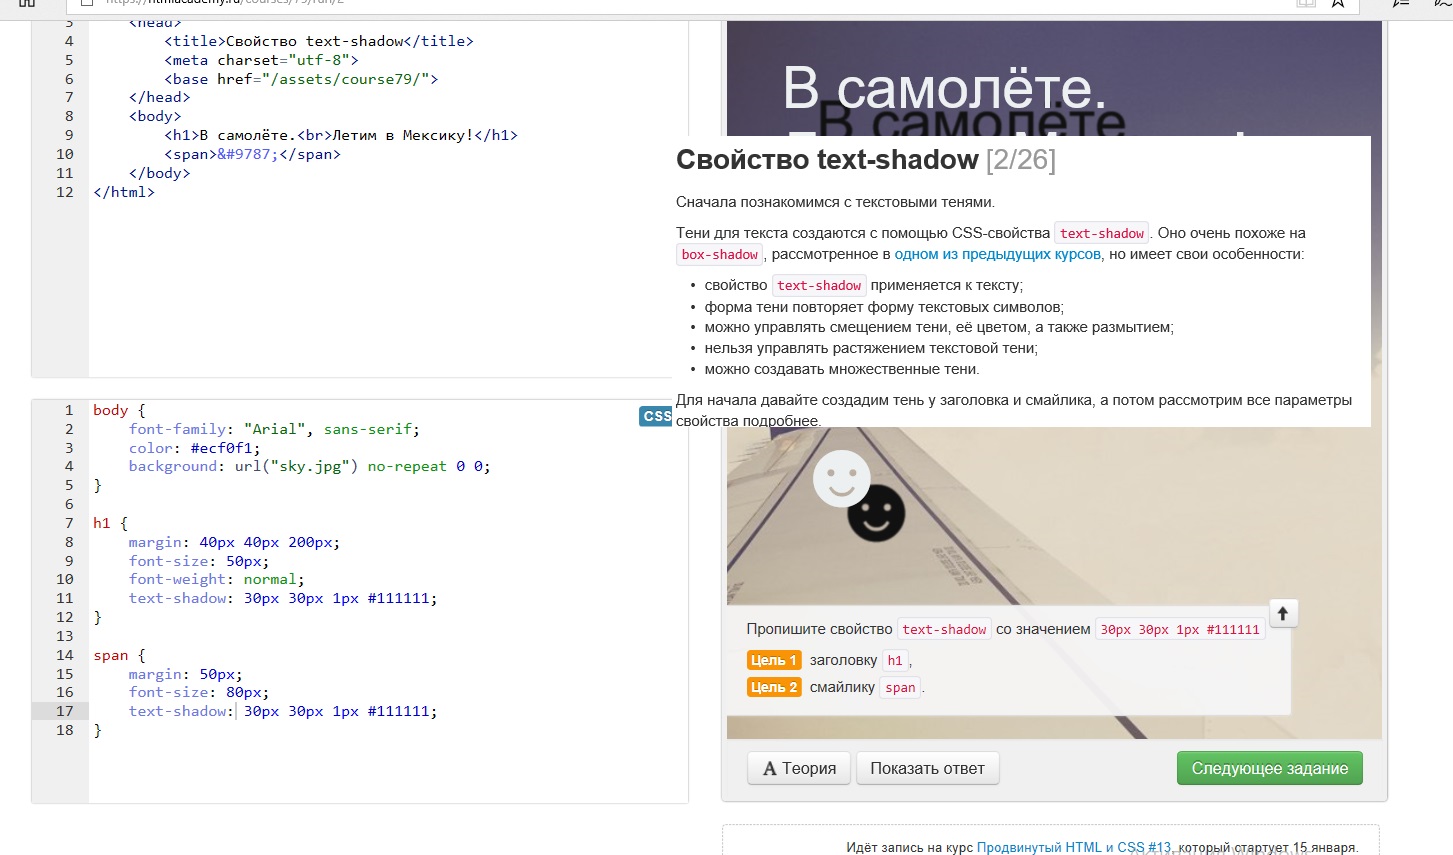 https://htmlacademy.ru/courses/79/run/2
3 <head>
4 <title>Свойство text-shadow</title>
5 <meta charset="utf-8">
6 <base href="/assets/course79/">
7 </head>
8 <body>
9 <h1>В самолёте.<br>Летим в Мексику!</h1>
10 <span>&#9787;</span>
11 </body>
12 </html>
CSS
1 body {
2 font-family: "Arial", sans-serif;
3 color: #ecf0f1;
4 background: url("sky.jpg") no-repeat 0 0;
5 }
6
7 h1 {
8 margin: 40px 40px 200px;
9 font-size: 50px;
10 font-weight: normal;
11 text-shadow: 30px 30px 1px #111111;
12 }
13
14 span {
15 margin: 50px;
16 font-size: 80px;
17 text-shadow: 30px 30px 1px #111111;
18 }
В самолёте.
В самолёте
Свойство text-shadow [2/26]
Сначала познакомимся с текстовыми тенями.
Тени для текста создаются с помощью CSS-свойства text-shadow. Оно очень похоже на
box-shadow, рассмотренное в одном из предыдущих курсов, но имеет свои особенности:
• свойство text-shadow применяется к тексту;
• форма тени повторяет форму текстовых символов;
• можно управлять смещением тени, её цветом, а также размытием;
• нельзя управлять растяжением текстовой тени;
• можно создавать множественные тени.
Для начала давайте создадим тень у заголовка и смайлика, а потом рассмотрим все параметры
свойства подробнее.
Пропишите свойство text-shadow со значением 30px 30px 1px #111111
Цель 1 заголовку h1,
Цель 2 смайлику span.
A Теория
Показать ответ
Следующее задание
Идёт запись на курс Продвинутый HTML и CSS #13, который стартует 15 января.